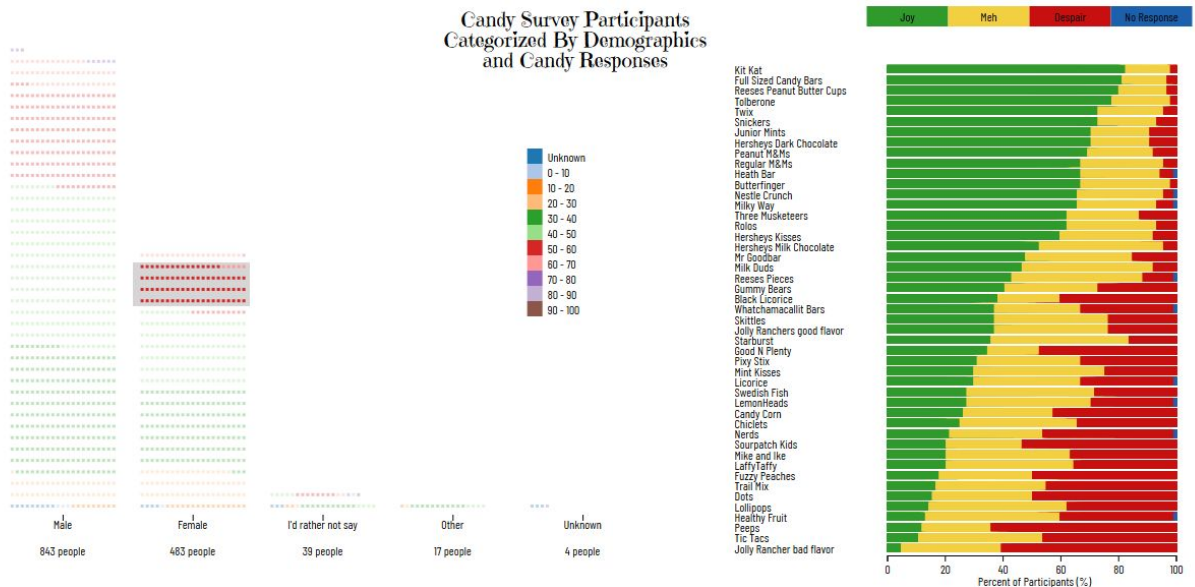 Candy Survey Participants
Categorized By Demographics
and Candy Responses
Joy Meh Despair No Response
Unknown
0 - 10
10 - 20
20 - 30
30 - 40
40 - 50
50 - 60
60 - 70
70 - 80
80 - 90
90 - 100
Male Female I'd rather not say Other Unknown
843 people 483 people 39 people 17 people 4 people
Kit Kat
Full Sized Candy Bars
Reeses Peanut Butter Cups
Tolberone
Twix
Snickers
Junior Mints
Hersheys Dark Chocolate
Peanut M&Ms
Regular M&Ms
Heath Bar
Butterfinger
Nestle Crunch
Milky Way
Three Musketeers
Rolos
Hersheys Kisses
Hersheys Milk Chocolate
Mr Goodbar
Milk Duds
Reeses Pieces
Gummy Bears
Black Licorice
Whatchamacallit Bars
Skittles
Jolly Ranchers good flavor
Starburst
Good N Plenty
Pixy Stix
Mint Kisses
Licorice
Swedish Fish
LemonHeads
Candy Corn
Chiclets
Nerds
Sourpatch Kids
Mike and Ike
LaffyTaffy
Fuzzy Peaches
Trail Mix
Dots
Lollipops
Healthy Fruit
Peeps
Tic Tacs
Jolly Rancher bad flavor
0 20 40 60 80 100
Percent of Participants (%)